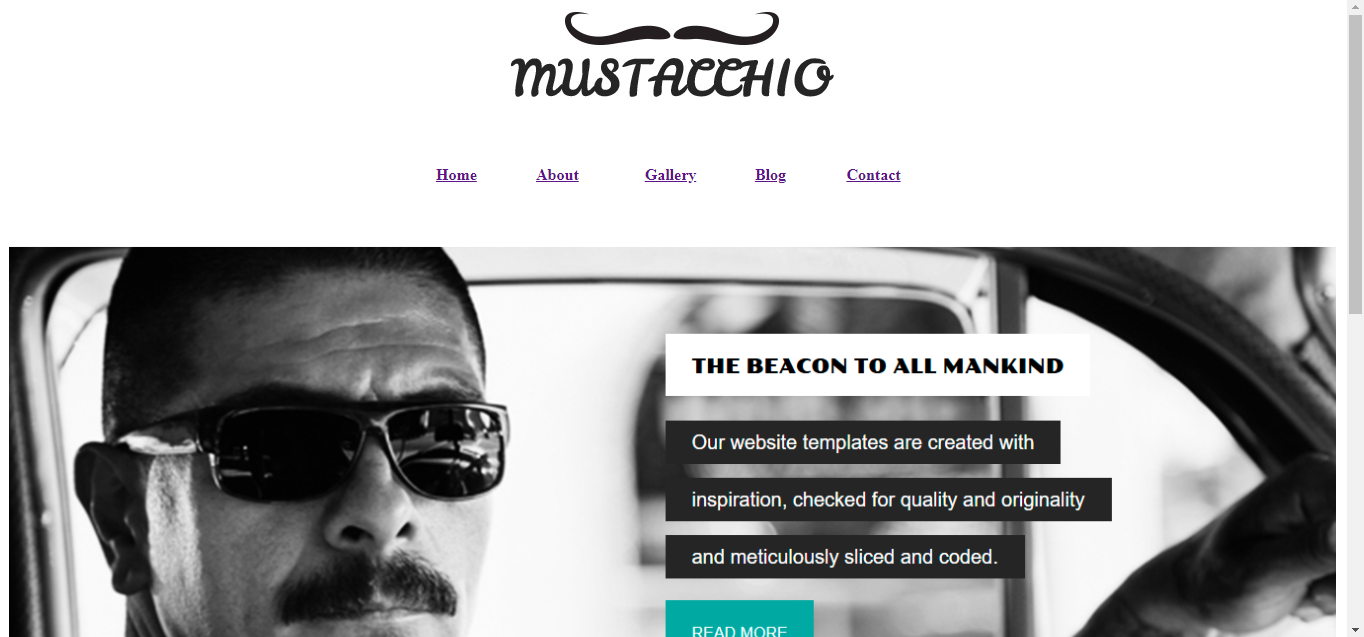 MUSTACCHIO
Home About Gallery Blog Contact
THE BEACON TO ALL MANKIND
Our website templates are created with
inspiration, checked for quality and originality
and meticulously sliced and coded.
READ MORE